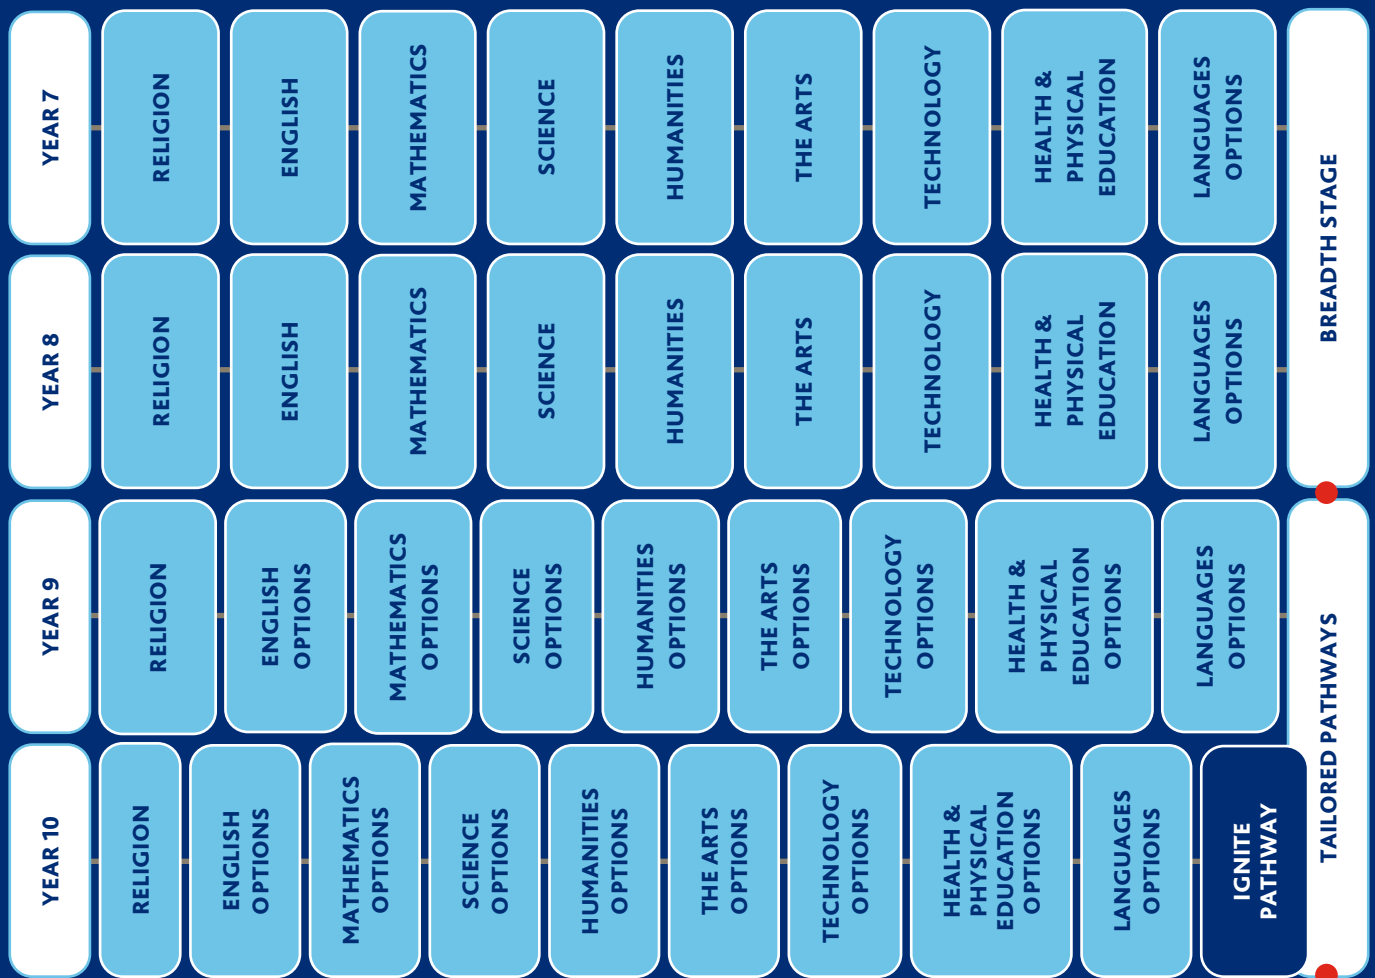 YEAR 7
RELIGION
ENGLISH
MATHEMATICS
SCIENCE
HUMANITIES
THE ARTS
TECHNOLOGY
HEALTH &
PHYSICAL
EDUCATION
LANGUAGES
OPTIONS
BREADTH STAGE
YEAR 8
RELIGION
ENGLISH
MATHEMATICS
SCIENCE
HUMANITIES
THE ARTS
TECHNOLOGY
HEALTH &
PHYSICAL
EDUCATION
LANGUAGES
OPTIONS
YEAR 9
RELIGION
ENGLISH
OPTIONS
MATHEMATICS
OPTIONS
SCIENCE
OPTIONS
HUMANITIES
OPTIONS
THE ARTS
OPTIONS
TECHNOLOGY
OPTIONS
HEALTH &
PHYSICAL
EDUCATION
OPTIONS
LANGUAGES
OPTIONS
TAILORED PATHWAYS
YEAR 10
RELIGION
ENGLISH
OPTIONS
MATHEMATICS
OPTIONS
SCIENCE
OPTIONS
HUMANITIES
OPTIONS
THE ARTS
OPTIONS
TECHNOLOGY
OPTIONS
HEALTH &
PHYSICAL
EDUCATION
OPTIONS
LANGUAGES
OPTIONS
IGNITE
PATHWAY